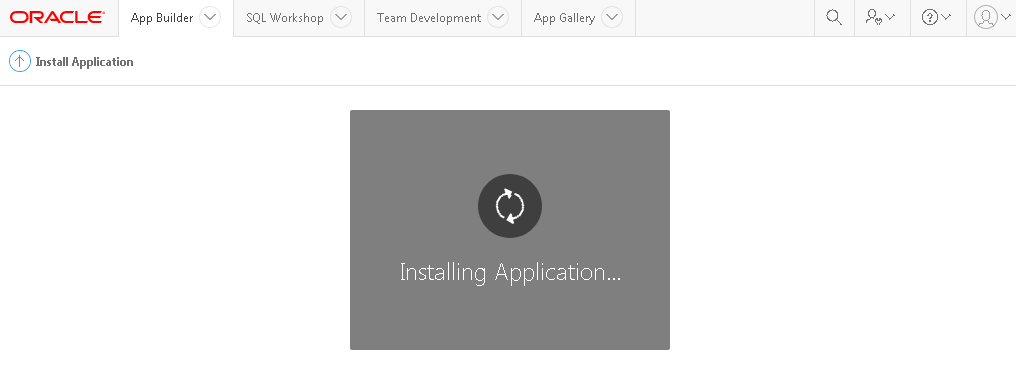 ORACLE App Builder SQL Workshop Team Development App Gallery
Install Application
Installing Application...